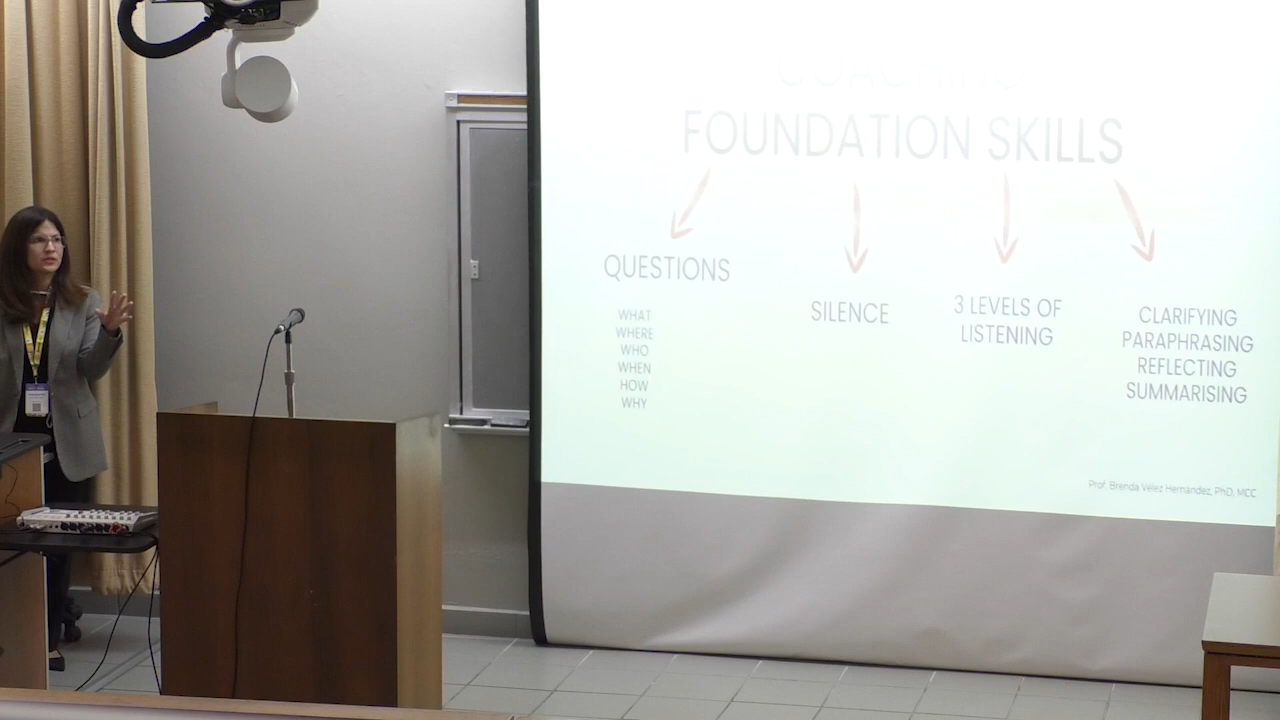 COACHING
FOUNDATION SKILLS
QUESTIONS
WHAT
WHERE
WHO
WHEN
HOW
WHY
SILENCE
3 LEVELS OF
LISTENING
CLARIFYING
PARAPHRASING
REFLECTING
SUMMARISING
Prof. Brenda Vélez Hernández, PhD, MCC